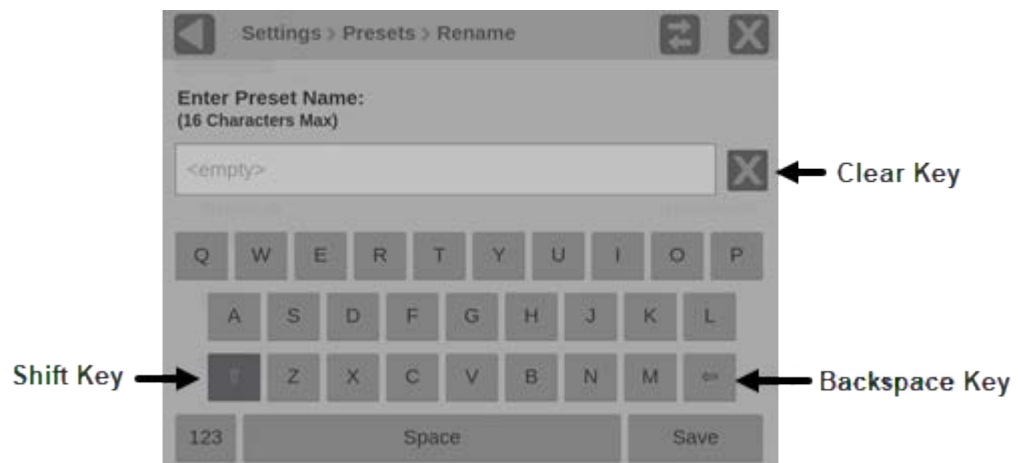 Settings > Presets > Rename
Enter Preset Name:
(16 Characters Max)
<empty>
Clear Key
Q W E R T Y U I O P
A S D F G H J K L
Shift Key
⇧ Z X C V B N M ⇦
Backspace Key
123 Space Save